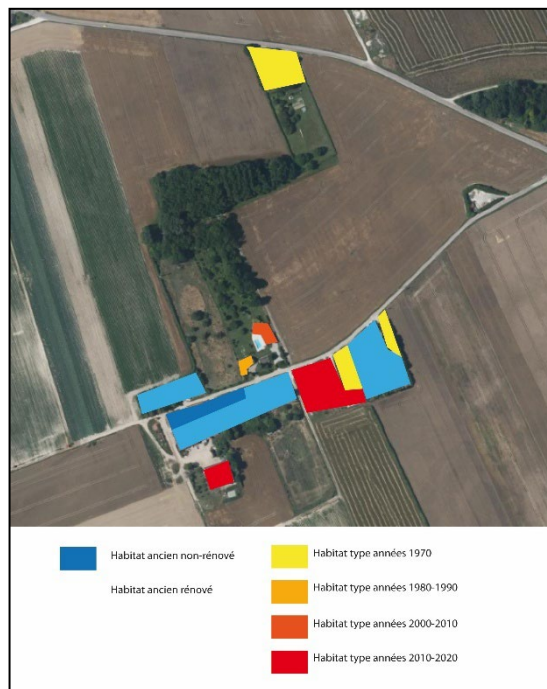 Habitat ancien non-rénové
Habitat ancien rénové
Habitat type années 1970
Habitat type années 1980-1990
Habitat type années 2000-2010
Habitat type années 2010-2020